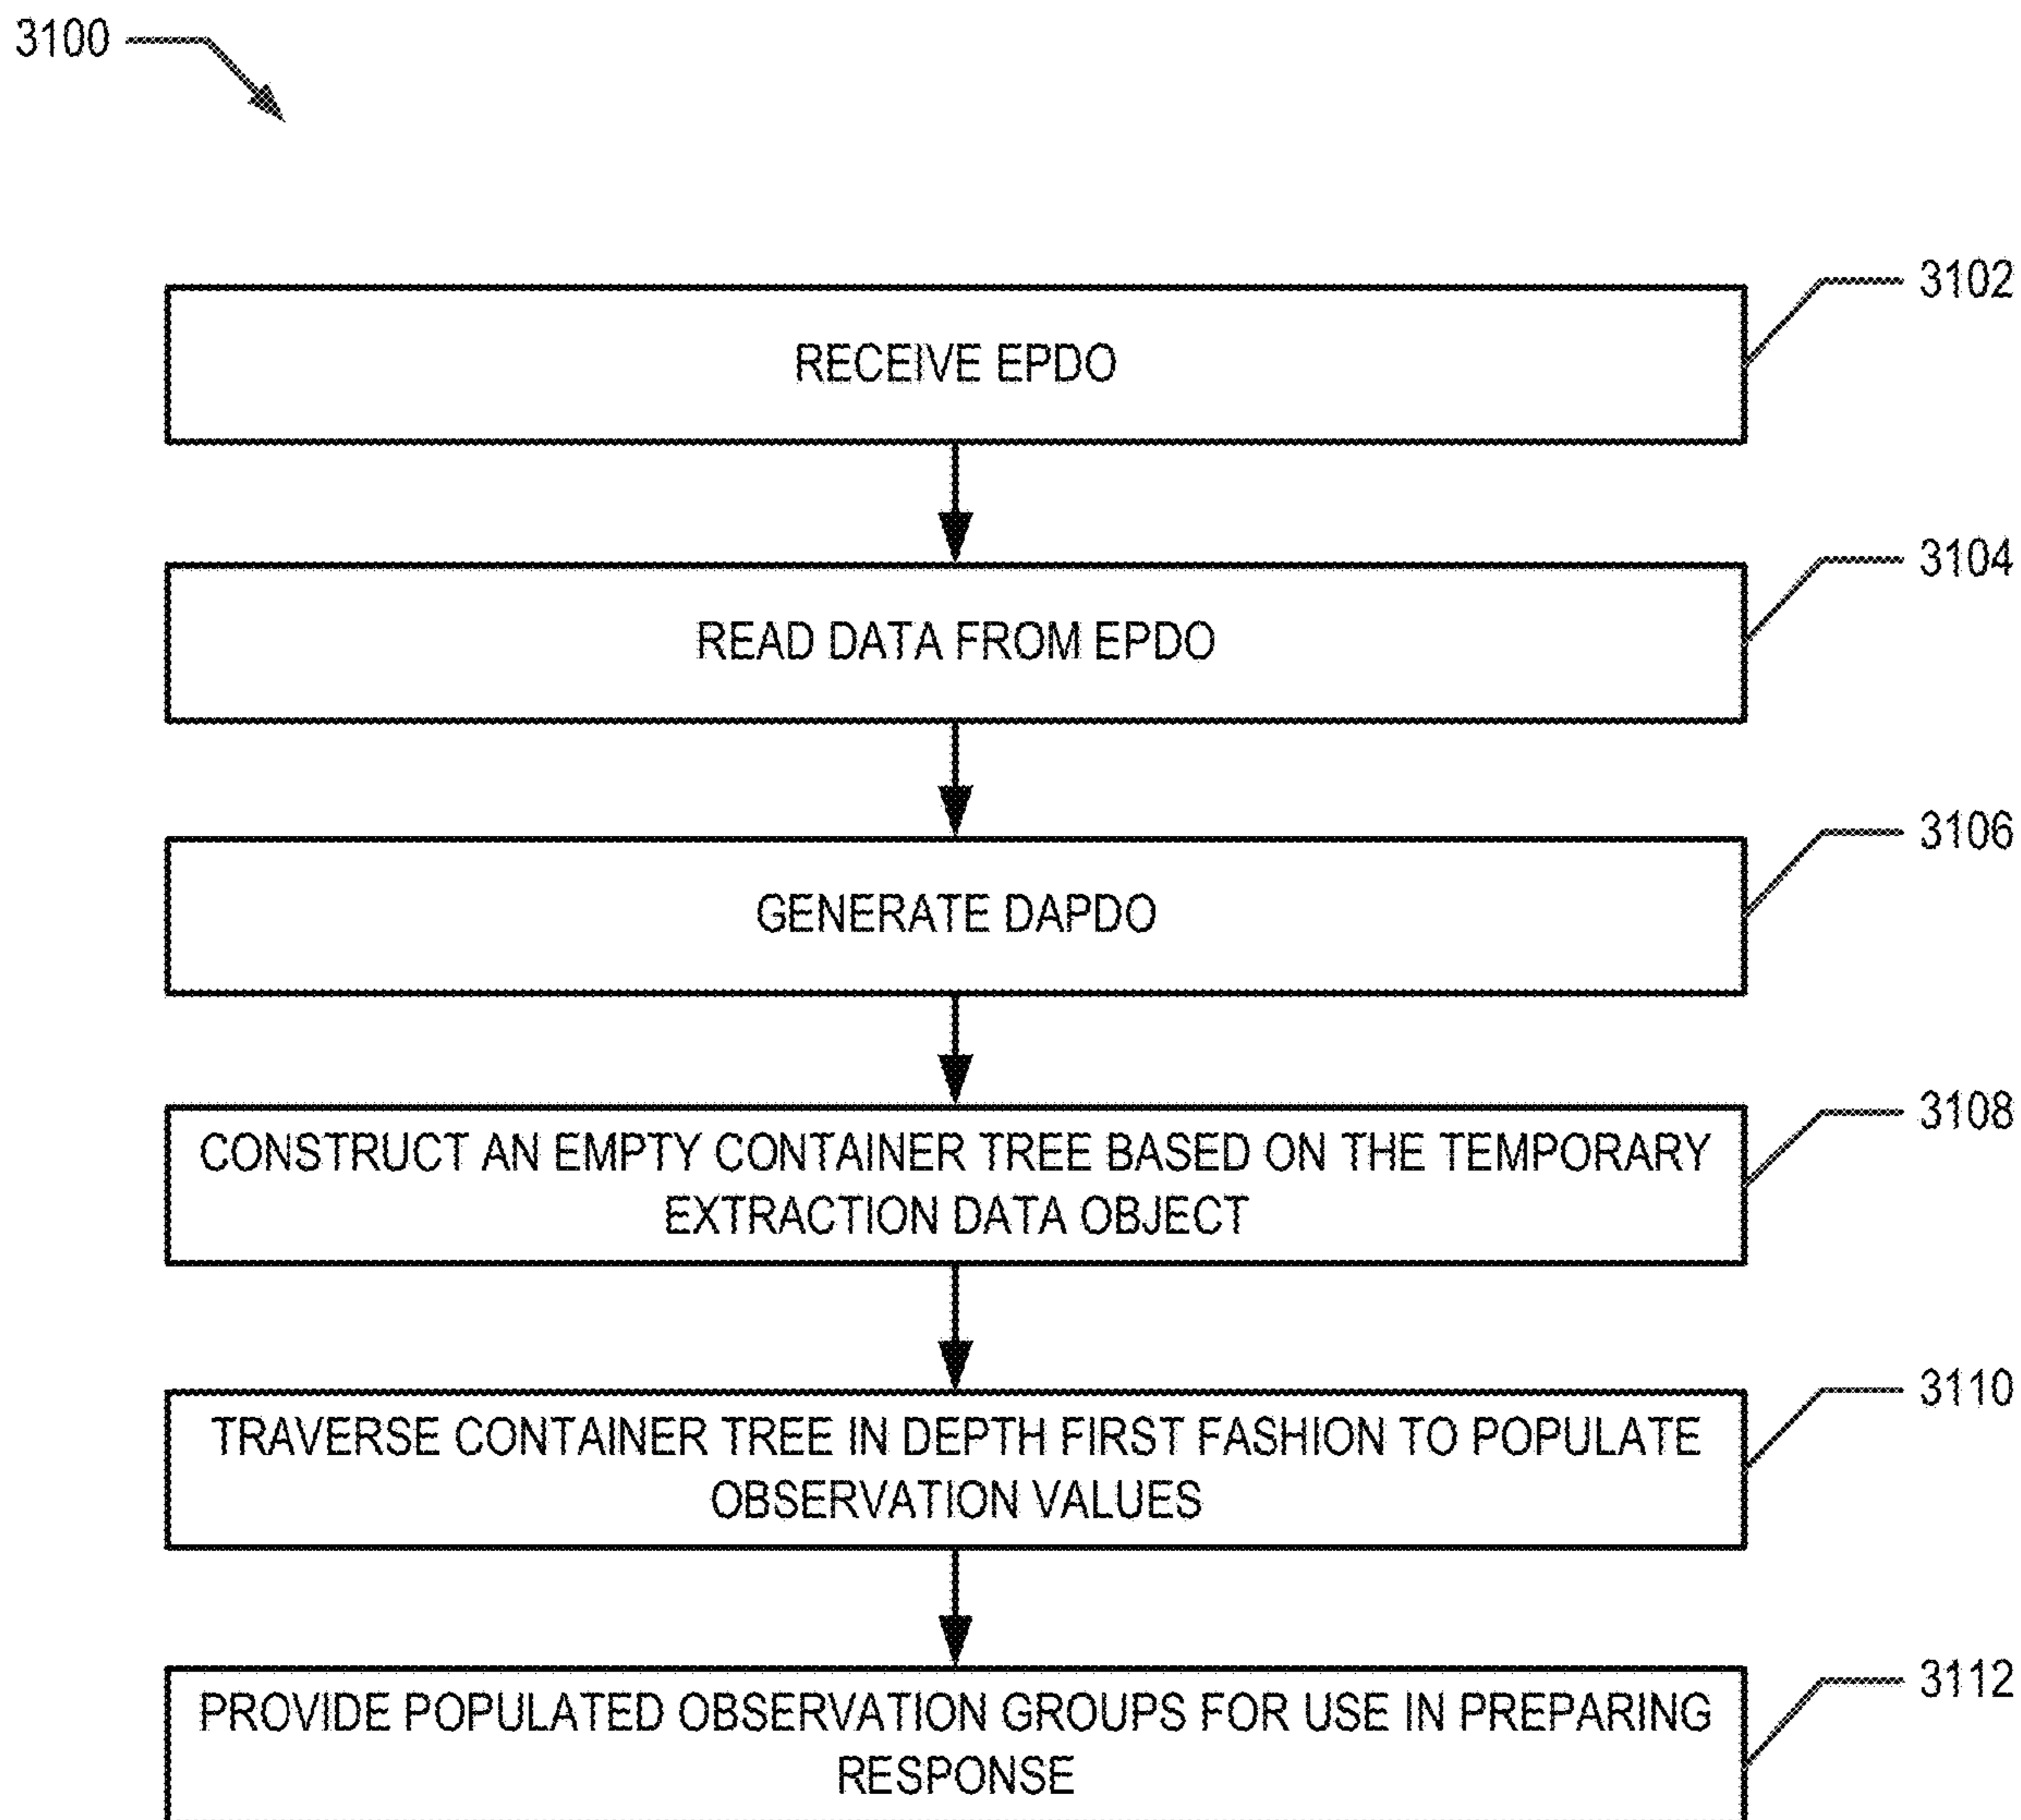 3100
3102
RECEIVE EPDO
3104
READ DATA FROM EPDO
3106
GENERATE DAPDO
3108
CONSTRUCT AN EMPTY CONTAINER TREE BASED ON THE TEMPORARY
EXTRACTION DATA OBJECT
3110
TRAVERSE CONTAINER TREE IN DEPTH FIRST FASHION TO POPULATE
OBSERVATION VALUES
3112
PROVIDE POPULATED OBSERVATION GROUPS FOR USE IN PREPARING
RESPONSE